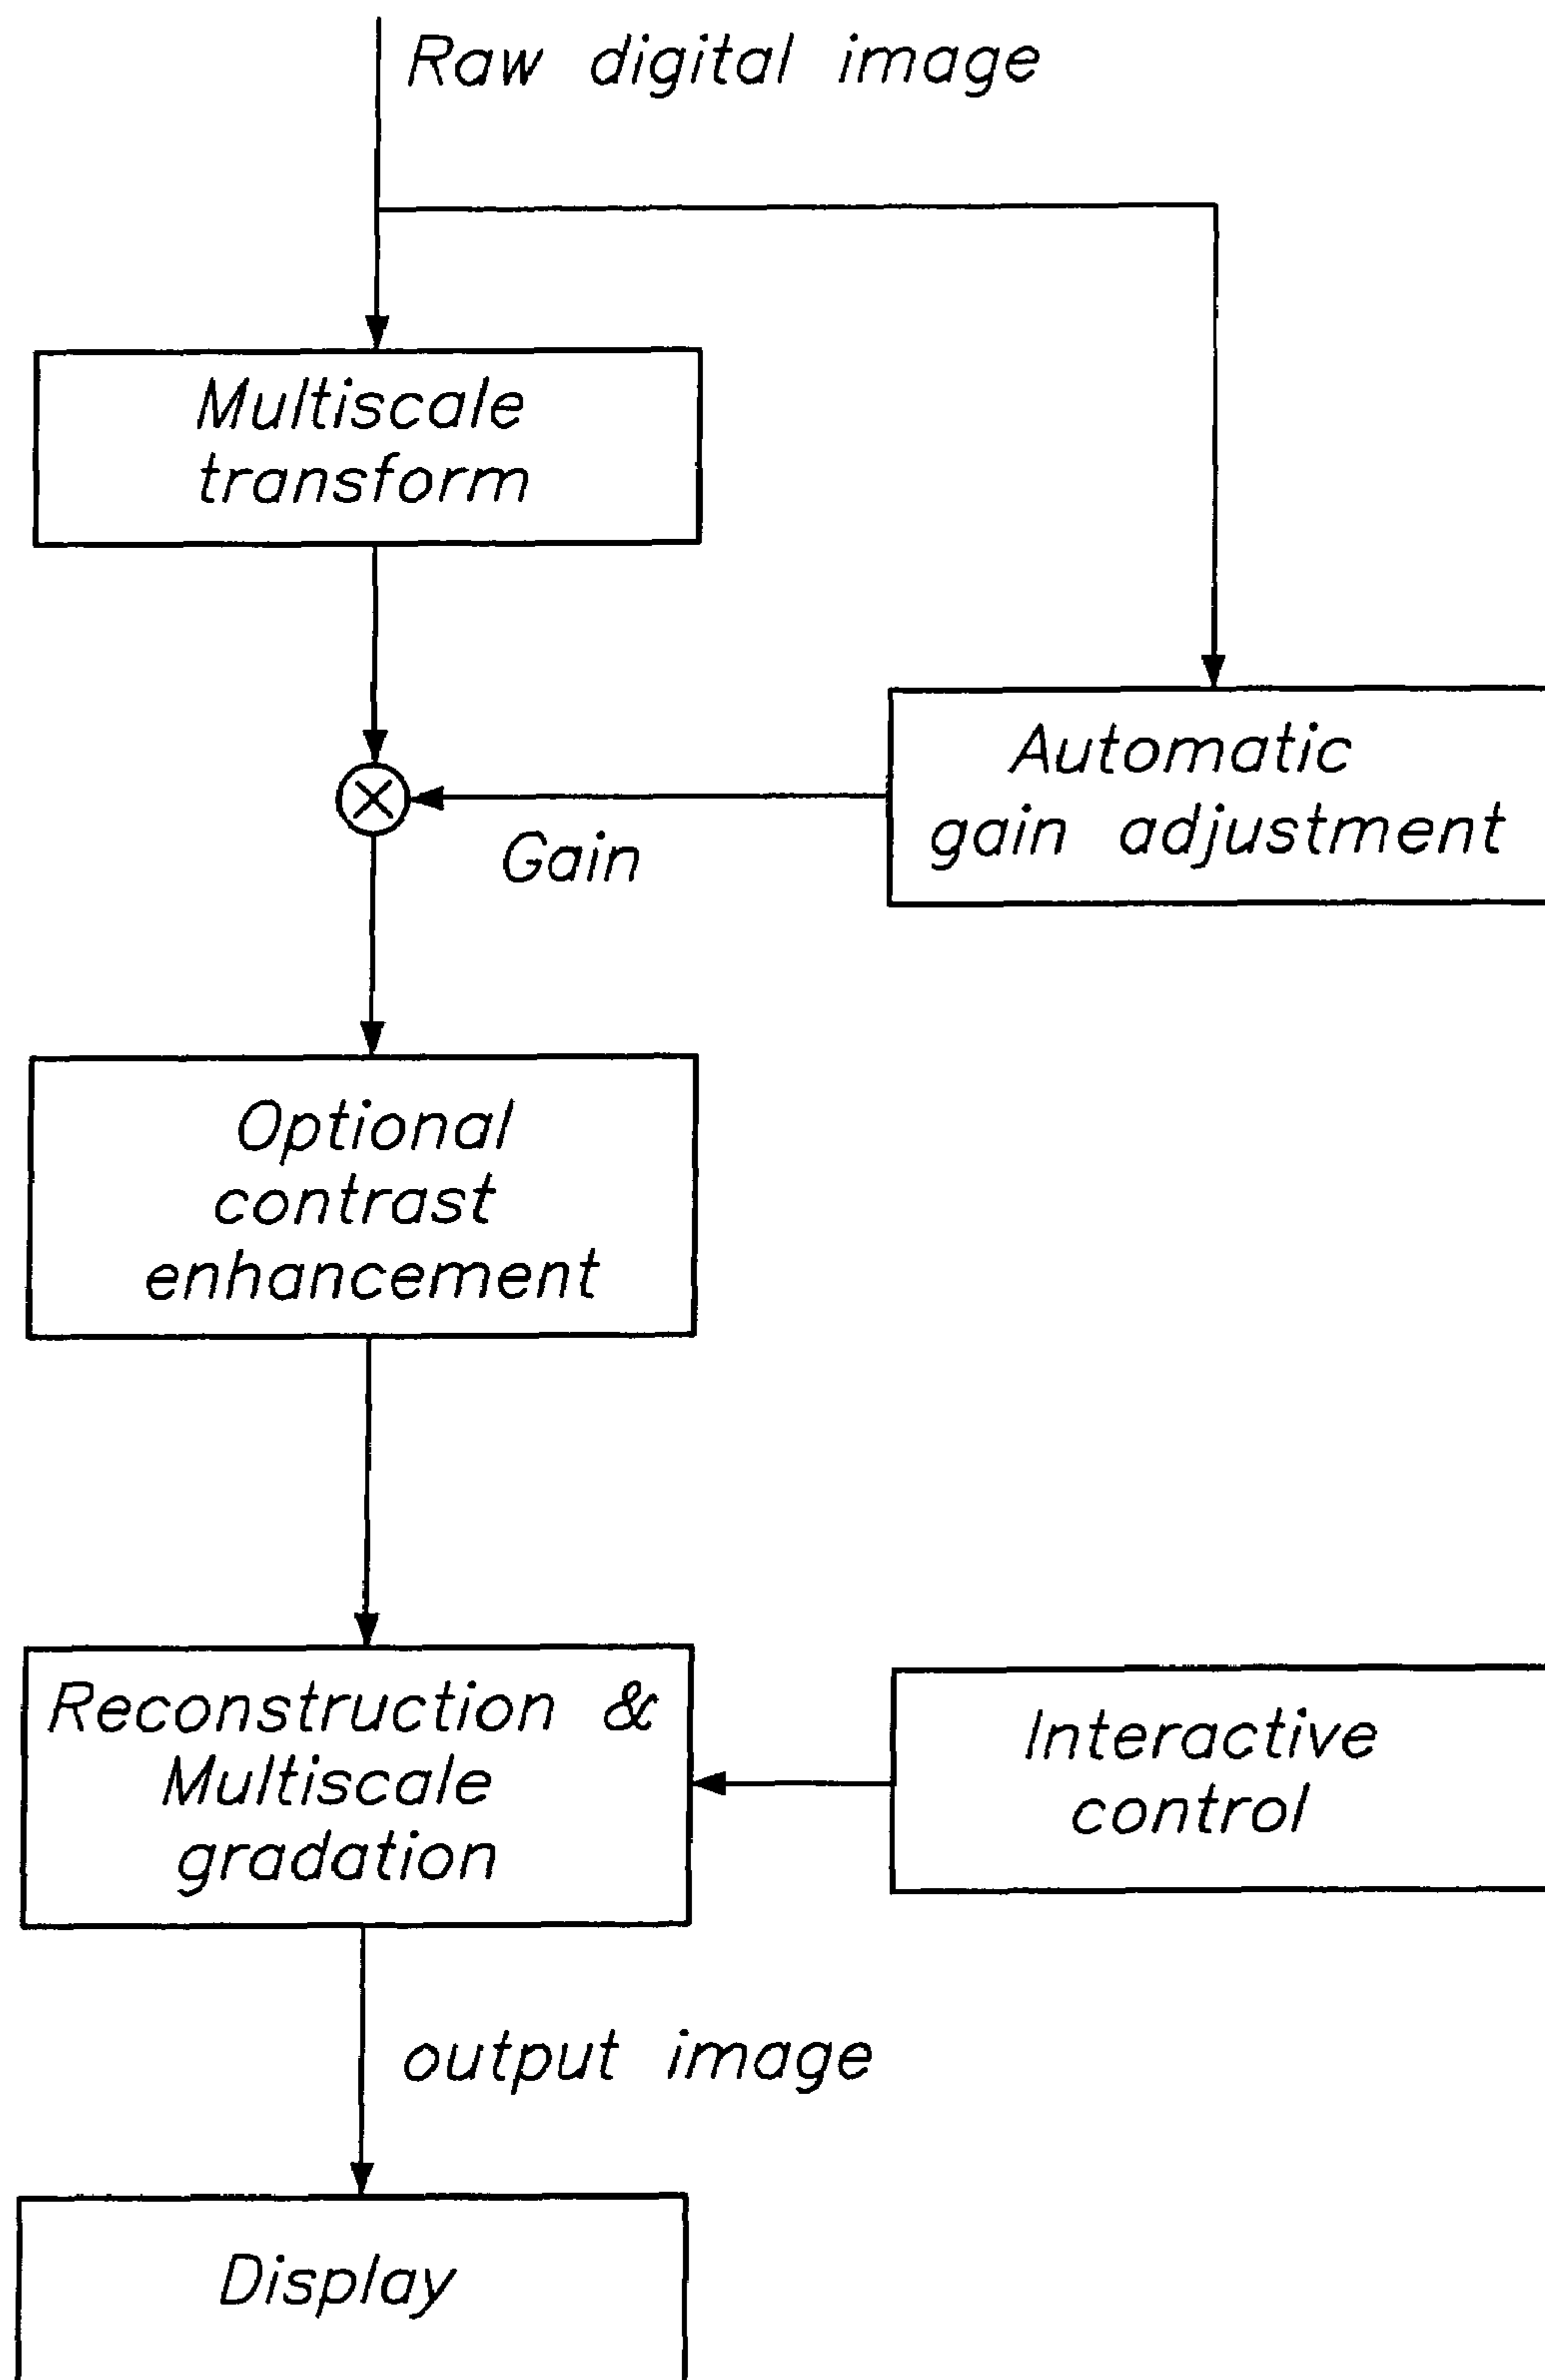 Raw digital image
Multiscale
transform
Automatic
gain adjustment
Gain
Optional
contrast
enhancement
Reconstruction &
Multiscale
gradation
Interactive
control
output image
Display